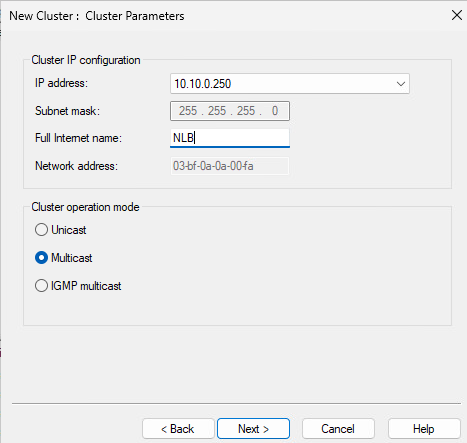 New Cluster : Cluster Parameters
Cluster IP configuration
IP address: 10.10.0.250
Subnet mask: 255 . 255 . 255 . 0
Full Internet name: NLB
Network address: 03-bf-0a-0a-00-fa
Cluster operation mode
Unicast
Multicast
IGMP multicast
< Back Next > Cancel Help